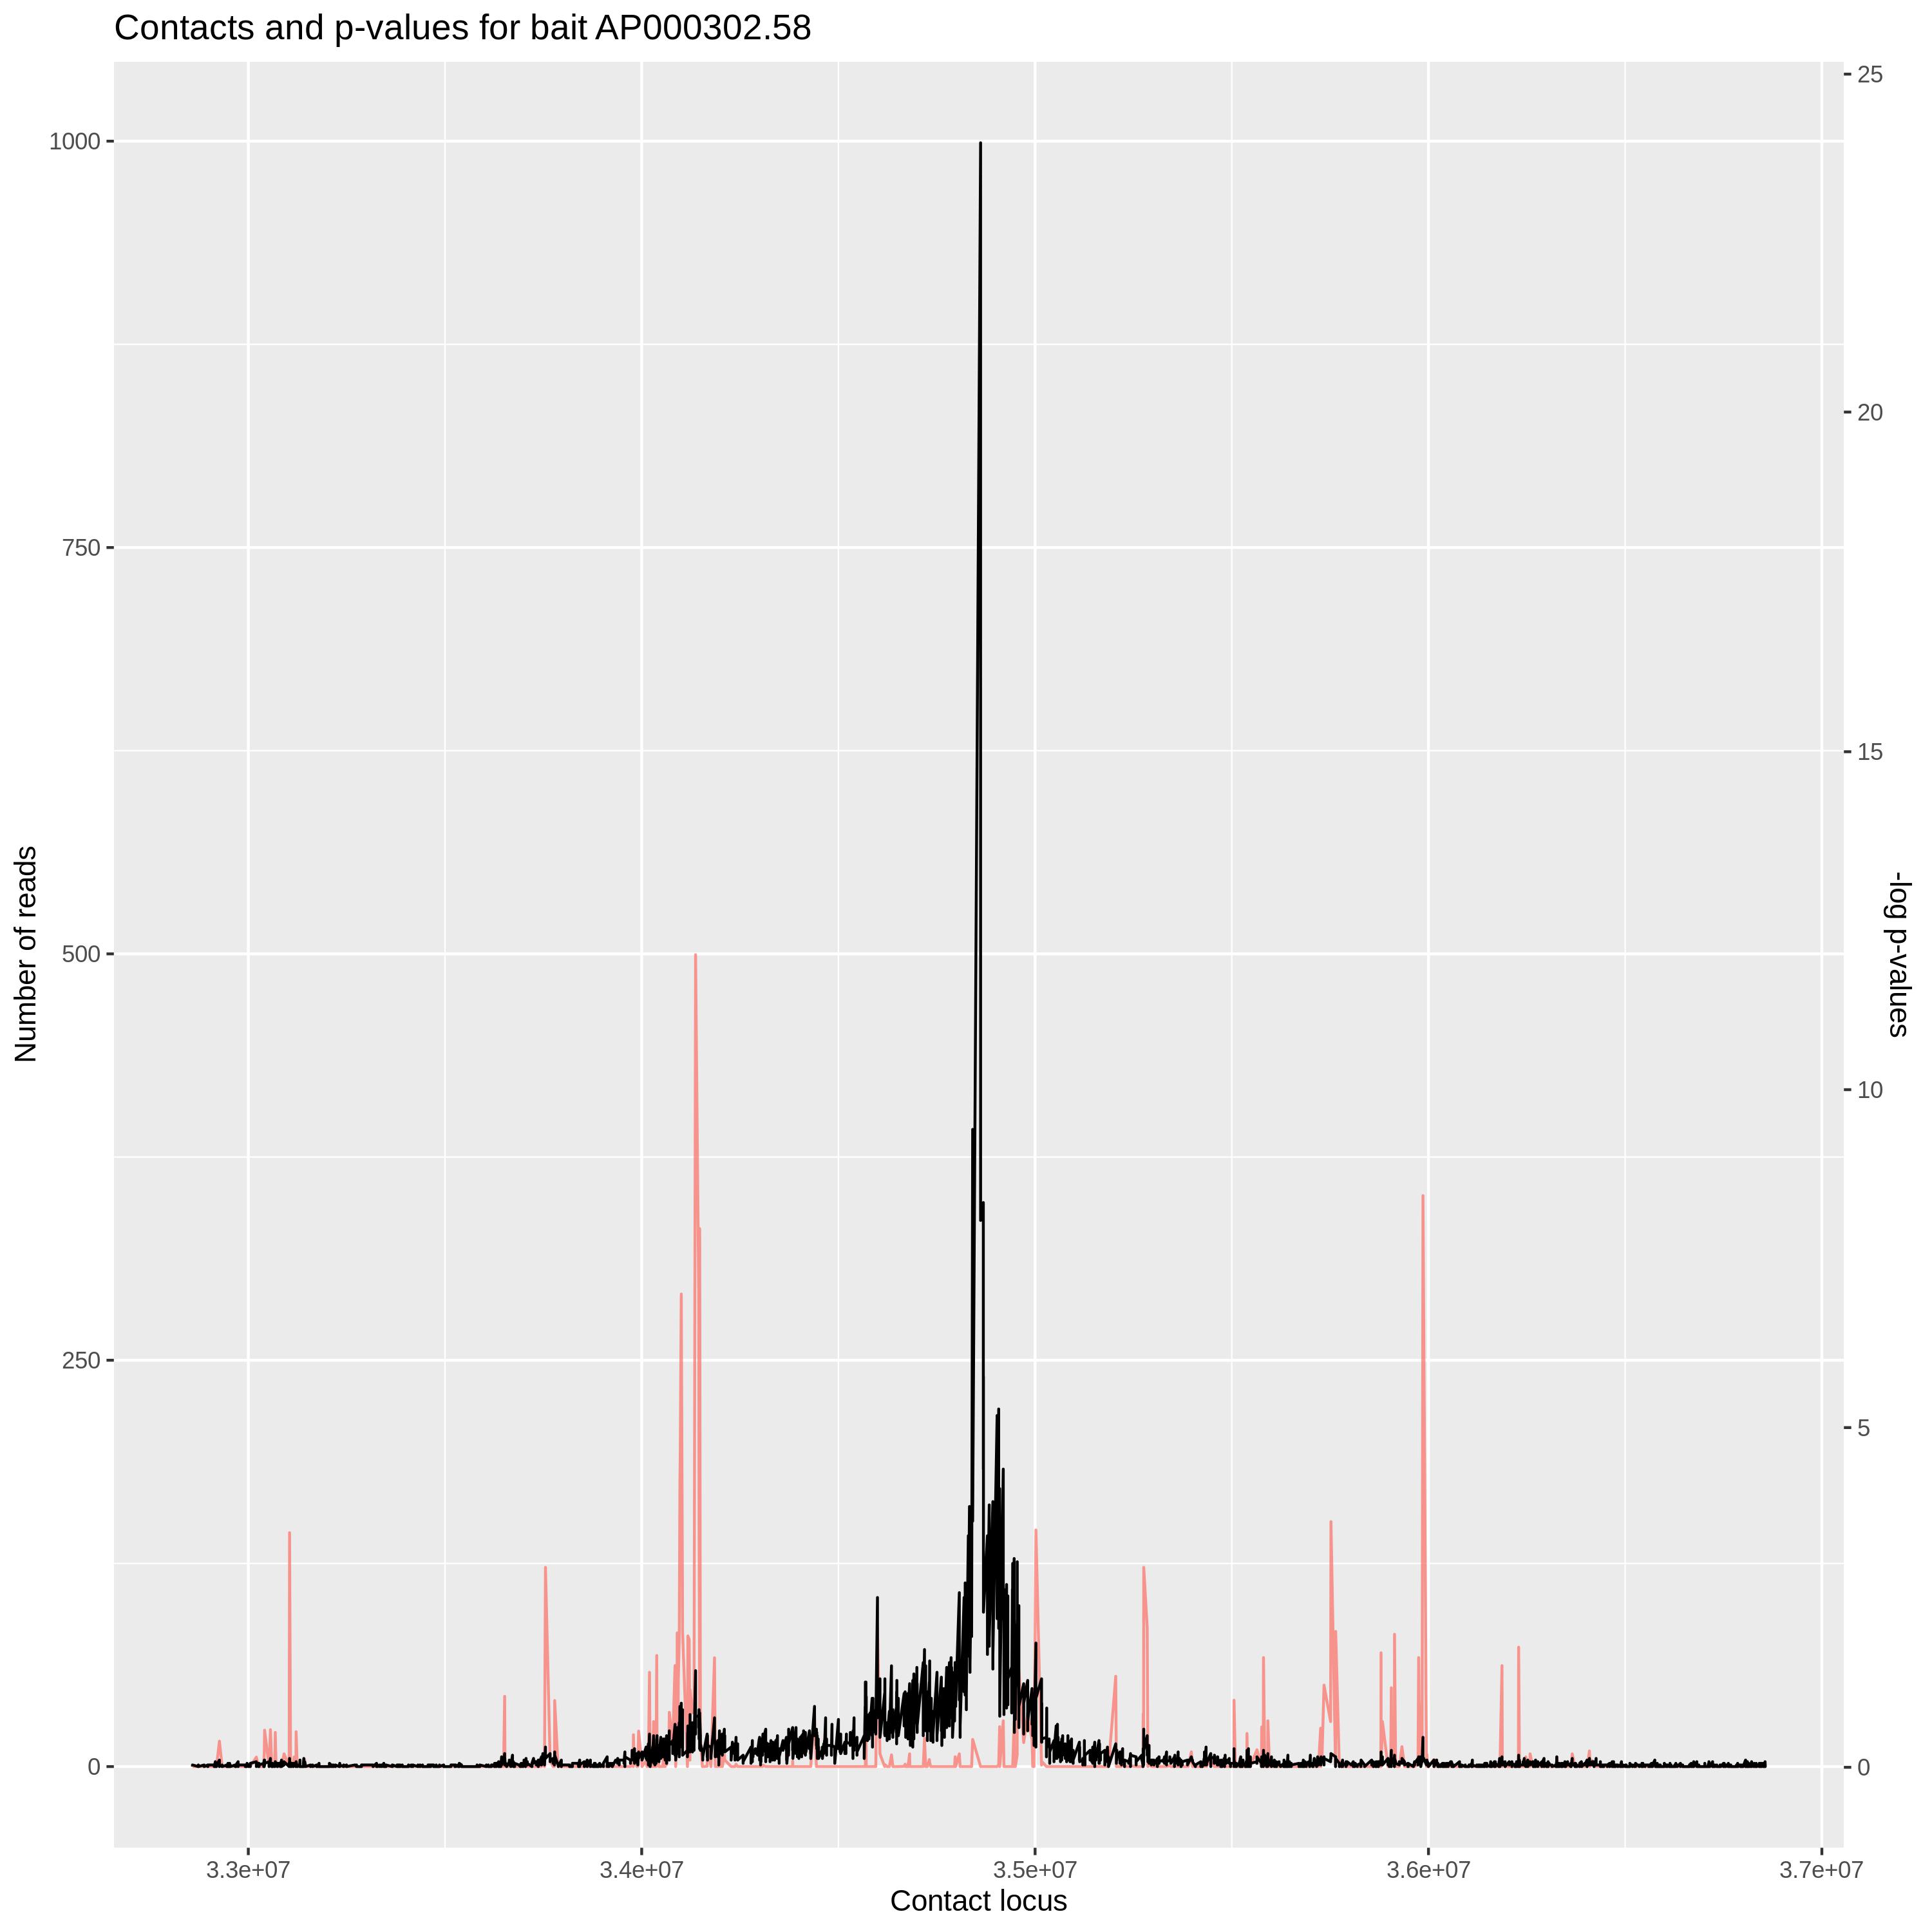 Contacts and p-values for bait AP000302.58
1000
750
500
250
0
25
20
15
10
5
0
Number of reads
-log p-values
3.3e+07
3.4e+07
3.5e+07
3.6e+07
3.7e+07
Contact locus